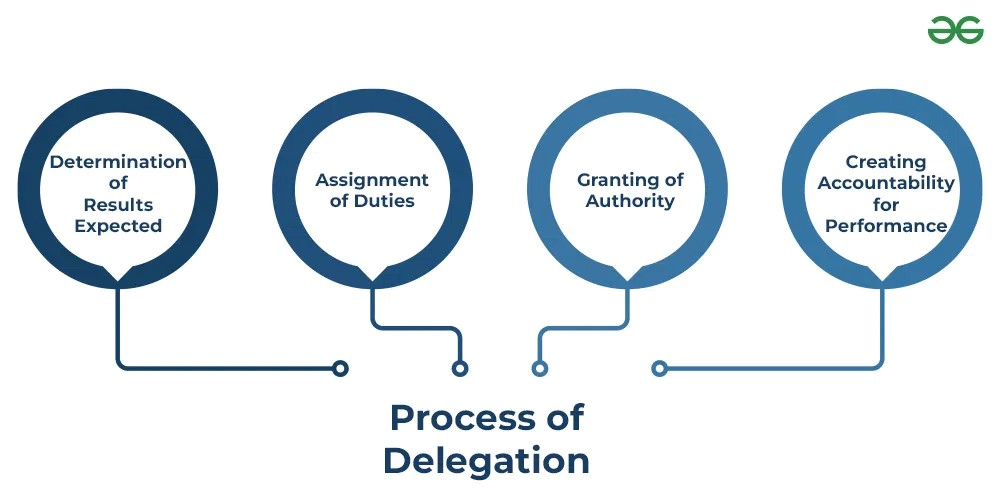 Determination
of
Results
Expected
Assignment
of Duties
Granting of
Authority
Creating
Accountability
for
Performance
Process of
Delegation